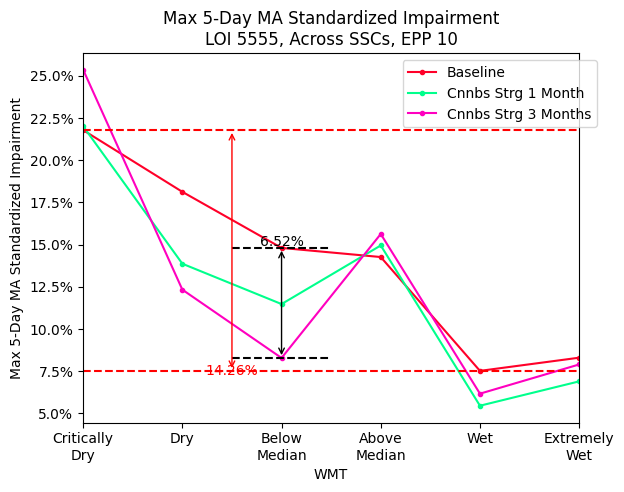 Max 5-Day MA Standardized Impairment
LOI 5555, Across SSCs, EPP 10
Baseline
Cnnbs Strg 1 Month
Cnnbs Strg 3 Months
Max 5-Day MA Standardized Impairment
25.0%
22.5%
20.0%
17.5%
15.0%
12.5%
10.0%
7.5%
5.0%
6.52%
14.26%
Critically
Dry
Dry
Below
Median
Above
Median
Wet
Extremely
Wet
WMT